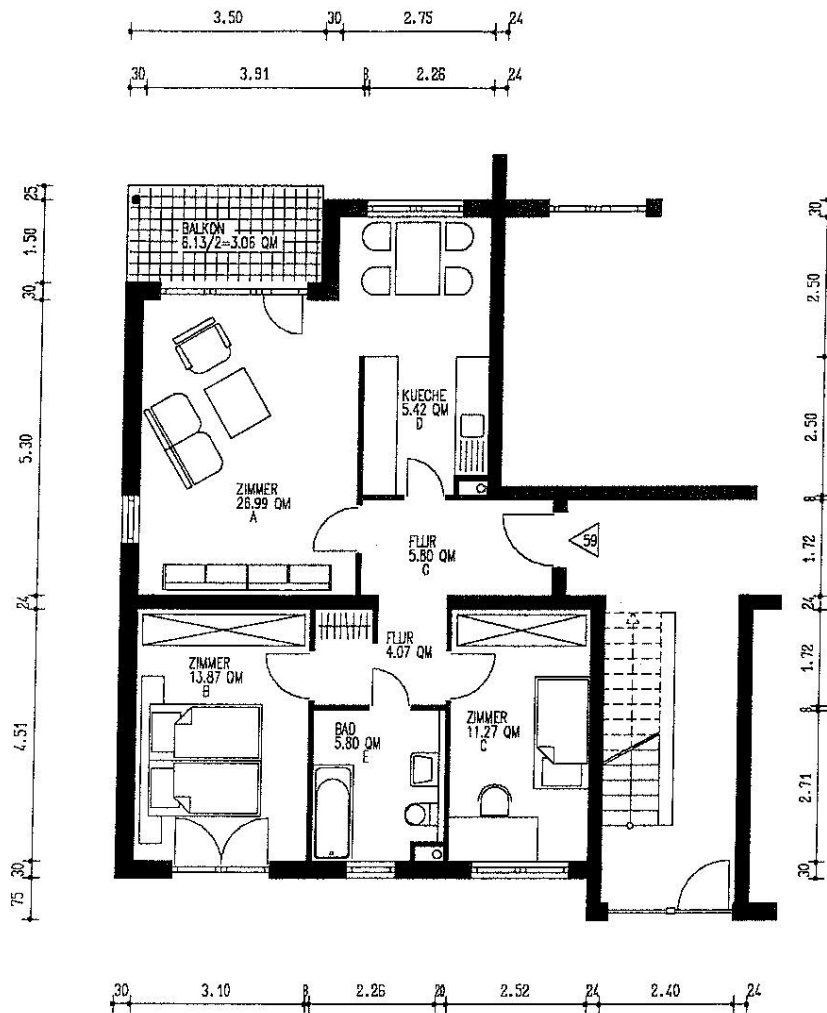 3.50 30 2.75 24
30 3.91 8 2.26 24
25
1.50
30
5.30
24
4.51
30
75
30
2.50
2.50
8
1.72
24
1.72
8
2.71
30
BALKON
6.13/2=3.06 QM
KUECHE
5.42 QM
D
ZIMMER
26.99 QM
A
FLUR
5.80 QM
G
59
FLUR
4.07 QM
ZIMMER
13.87 QM
B
BAD
5.80 QM
E
ZIMMER
11.27 QM
C
30 3.10 8 2.26 20 2.52 24 2.40 24